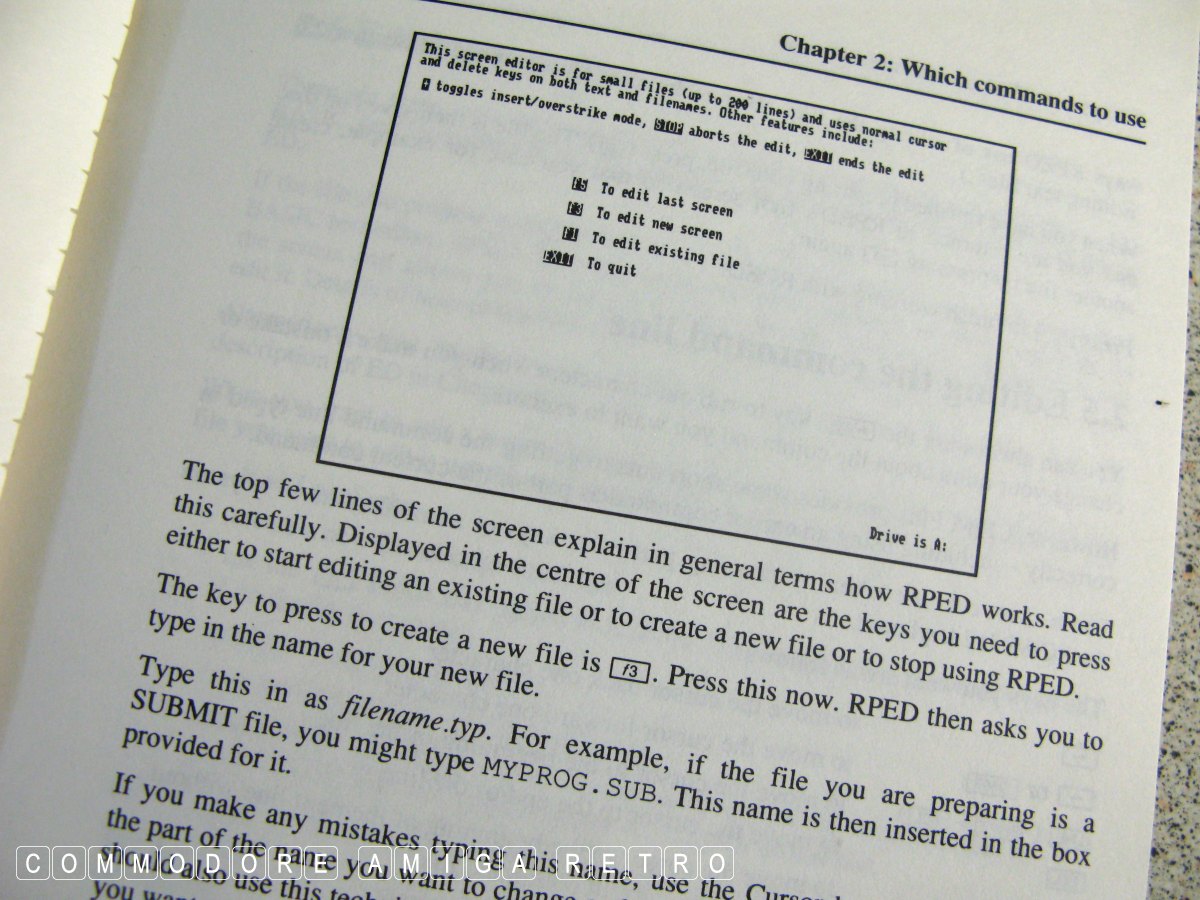 Chapter 2: Which commands to use
This screen editor is for small files (up to 200 lines) and uses normal cursor
and delete keys on both text and filenames. Other features include:
+ toggles insert/overstrike mode, STOP aborts the edit, EXIT ends the edit
f5 To edit last screen
f3 To edit new screen
f1 To edit existing file
EXIT To quit
Drive is A:
The top few lines of the screen explain in general terms how RPED works. Read
this carefully. Displayed in the centre of the screen are the keys you need to press
either to start editing an existing file or to create a new file or to stop using RPED.
The key to press to create a new file is f3. Press this now. RPED then asks you to
type in the name for your new file.
Type this in as filename.typ. For example, if the file you are preparing is a
SUBMIT file, you might type MYPROG.SUB. This name is then inserted in the box
provided for it.
If you make any mistakes typing this name, use the Cursor
the part of the name you want to change
should also use this
you want
COMMODORE AMIGA RETRO